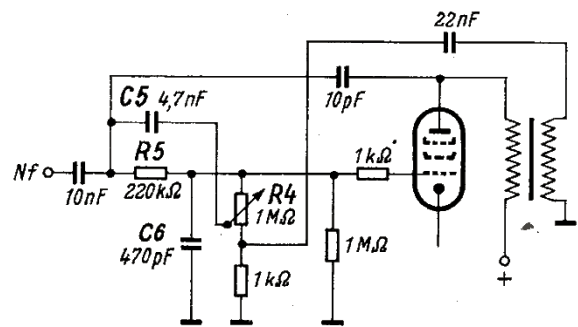 22nF
C5 4,7nF
10pF
Nf
10nF
R5
220kΩ
1kΩ
R4
1MΩ
C6
470pF
1kΩ
1MΩ
+